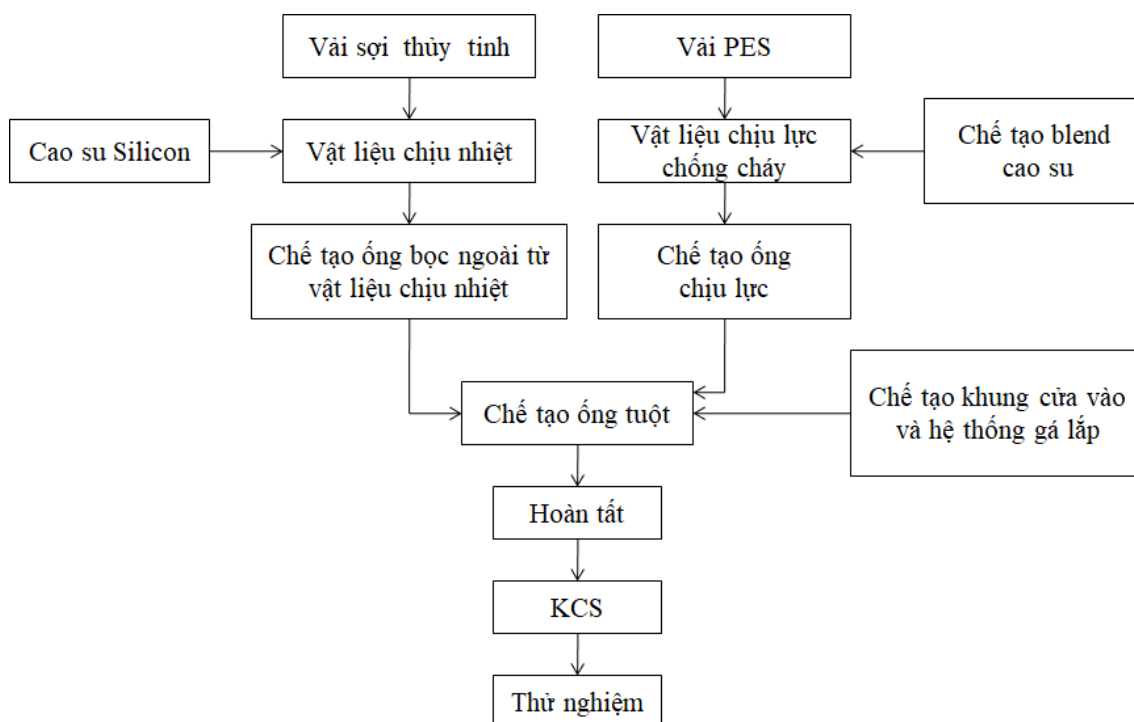 Vải sợi thủy tinh
Vải PES
Cao su Silicon
Vật liệu chịu nhiệt
Vật liệu chịu lực
chống cháy
Chế tạo blend
cao su
Chế tạo ống bọc ngoài từ
vật liệu chịu nhiệt
Chế tạo ống
chịu lực
Chế tạo ống tuột
Chế tạo khung cửa vào
và hệ thống gá lắp
Hoàn tất
KCS
Thử nghiệm